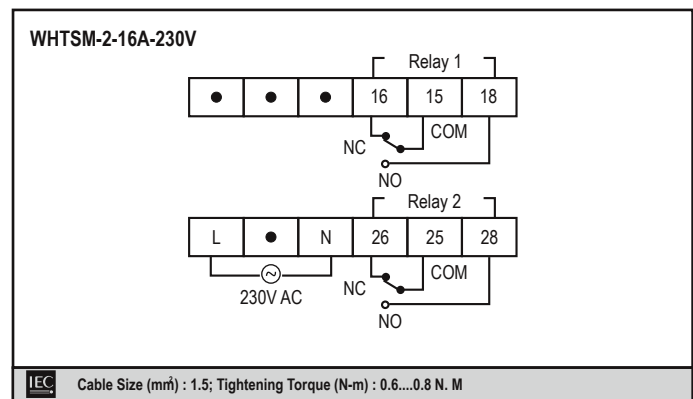 WHTSM-2-16A-230V
Relay 1
16 15 18
NC COM
NO
Relay 2
L N 26 25 28
230V AC NC COM
NO
IEC Cable Size (mm²) : 1.5; Tightening Torque (N-m) : 0.6....0.8 N. M